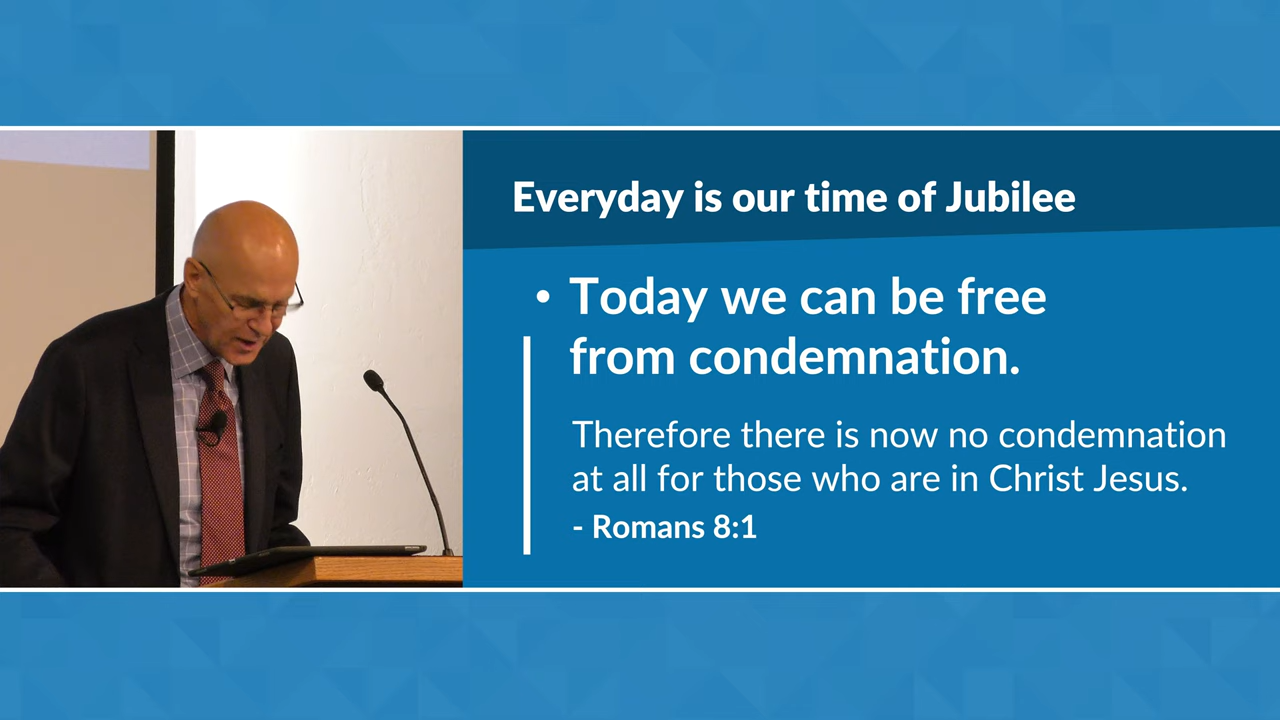 Everyday is our time of Jubilee
• Today we can be free
from condemnation.
Therefore there is now no condemnation
at all for those who are in Christ Jesus.
- Romans 8:1